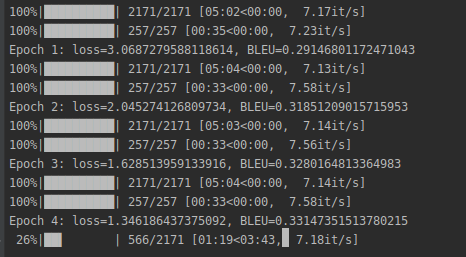 100%|██████████| 2171/2171 [05:02<00:00,  7.17it/s]
100%|██████████| 257/257 [00:35<00:00,  7.23it/s]
Epoch 1: loss=3.0687279588118614, BLEU=0.29146801172471043
100%|██████████| 2171/2171 [05:04<00:00,  7.13it/s]
100%|██████████| 257/257 [00:33<00:00,  7.58it/s]
Epoch 2: loss=2.045274126809734, BLEU=0.31851209015715953
100%|██████████| 2171/2171 [05:03<00:00,  7.14it/s]
100%|██████████| 257/257 [00:33<00:00,  7.56it/s]
Epoch 3: loss=1.628513959133916, BLEU=0.3280164813364983
100%|██████████| 2171/2171 [05:04<00:00,  7.14it/s]
100%|██████████| 257/257 [00:33<00:00,  7.58it/s]
Epoch 4: loss=1.346186437375092, BLEU=0.33147351513780215
 26%|██▌       | 566/2171 [01:19<03:43,  7.18it/s]